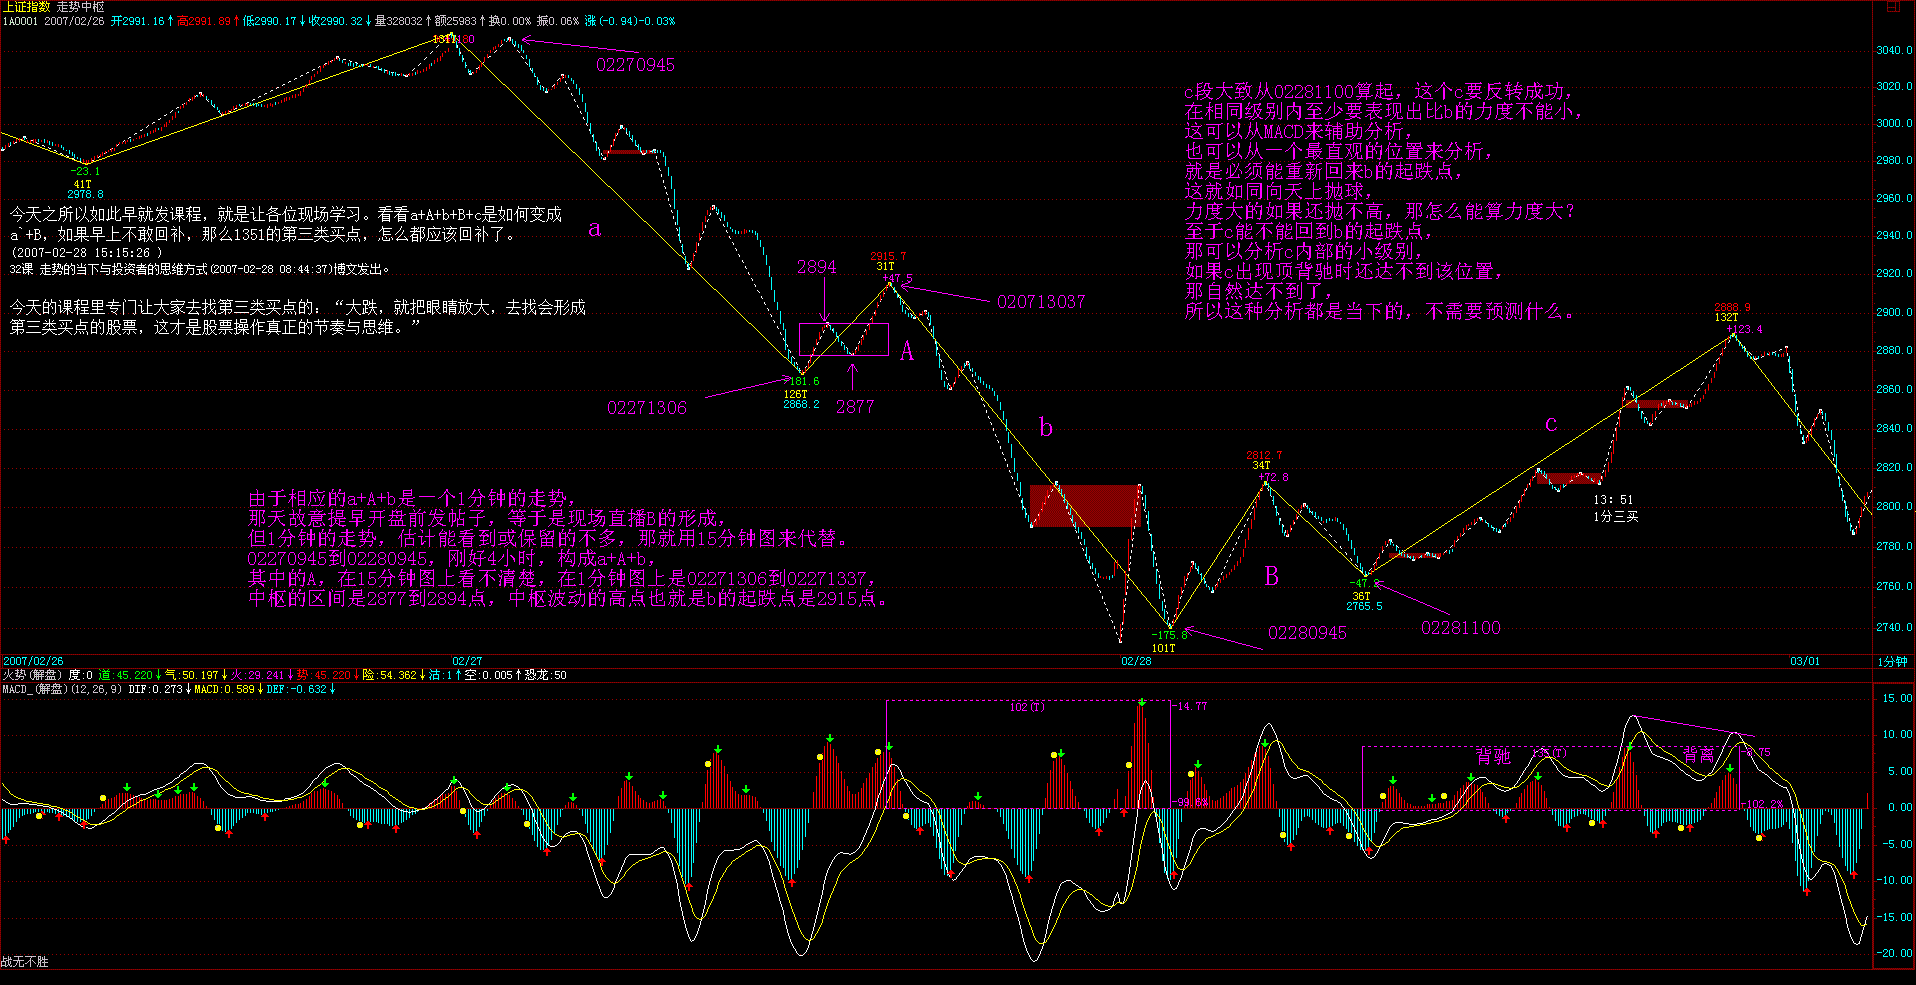 上证指数 走势中枢
1A0001 2007/02/26 开2991.16↑高2991.89↑低2990.17↓收2990.32↓量328032↑额25983↑换0.00% 振0.06% 涨(-0.94)-0.03%
3040.0
3020.0
3000.0
2980.0
2960.0
2940.0
2920.0
2900.0
2880.0
2860.0
2840.0
2820.0
2800.0
2780.0
2760.0
2740.0
02270945
-23.1
41T
2978.8
c段大致从02281100算起，这个c要反转成功，
在相同级别内至少要表现出比b的力度不能小，
这可以从MACD来辅助分析，
也可以从一个最直观的位置来分析，
就是必须能重新回来b的起跌点，
这就如同向天上抛球，
力度大的如果还抛不高，那怎么能算力度大？
至于c能不能回到b的起跌点，
那可以分析c内部的小级别，
如果c出现顶背驰时还达不到该位置，
那自然达不到了，
所以这种分析都是当下的，不需要预测什么。
今天之所以如此早就发课程，就是让各位现场学习。看看a+A+b+B+c是如何变成
a`+B，如果早上不敢回补，那么1351的第三类买点，怎么都应该回补了。
(2007-02-28 15:15:26 )
32课 走势的当下与投资者的思维方式(2007-02-28 08:44:37)博文发出。
今天的课程里专门让大家去找第三类买点的：“大跌，就把眼睛放大，去找会形成
第三类买点的股票，这才是股票操作真正的节奏与思维。”
a
2894
2915.7
31T
+47.5
020713037
A
-181.6
126T
2868.2
02271306
2877
b
2812.7
34T
+72.8
B
c
2888.9
132T
+123.4
13: 51
1分三买
-47.2
36T
2765.5
02281100
02280945
-175.8
101T
由于相应的a+A+b是一个1分钟的走势，
那天故意提早开盘前发帖子，等于是现场直播B的形成，
但1分钟的走势，估计能看到或保留的不多，那就用15分钟图来代替。
02270945到02280945，刚好4小时，构成a+A+b，
其中的A，在15分钟图上看不清楚，在1分钟图上是02271306到02271337，
中枢的区间是2877到2894点，中枢波动的高点也就是b的起跌点是2915点。
2007/02/26
02/27
02/28
03/01
1分钟
火势(解盘) 度:0 道:45.220↓气:50.197↓火:29.241↓势:45.220↓险:54.362↓沽:1↑空:0.005↑恐龙:50
MACD_(解盘)(12,26,9) DIF:0.273↓MACD:0.589↓DEF:-0.632↓
102(T)
-14.77
-99.6%
背驰
背离
-102.2%
15.00
10.00
5.00
0.00
-5.00
-10.00
-15.00
-20.00
战无不胜